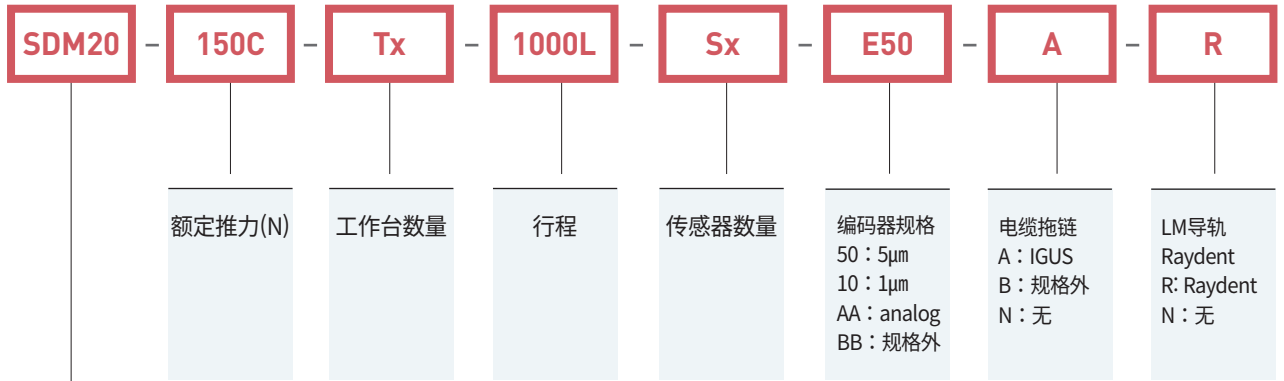 SDM20 – 150C – Tx – 1000L – Sx – E50 – A – R
额定推力(N)
工作台数量
行程
传感器数量
编码器规格
50：5㎛
10：1㎛
AA：analog
BB：规格外
电缆拖链
A：IGUS
B：规格外
N：无
LM导轨
Raydent
R: Raydent
N：无